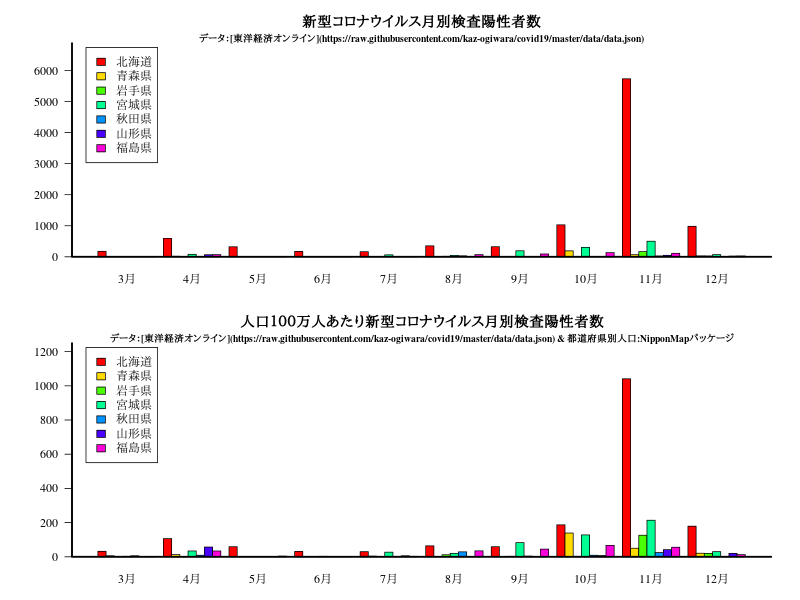 新型コロナウイルス月別検査陽性者数
データ:[東洋経済オンライン](https://raw.githubusercontent.com/kaz-ogiwara/covid19/master/data/data.json)
北海道
青森県
岩手県
宮城県
秋田県
山形県
福島県
6000
5000
4000
3000
2000
1000
0
3月 4月 5月 6月 7月 8月 9月 10月 11月 12月
人口100万人あたり新型コロナウイルス月別検査陽性者数
データ:[東洋経済オンライン](https://raw.githubusercontent.com/kaz-ogiwara/covid19/master/data/data.json) & 都道府県別人口:NipponMapパッケージ
北海道
青森県
岩手県
宮城県
秋田県
山形県
福島県
1200
1000
800
600
400
200
0
3月 4月 5月 6月 7月 8月 9月 10月 11月 12月